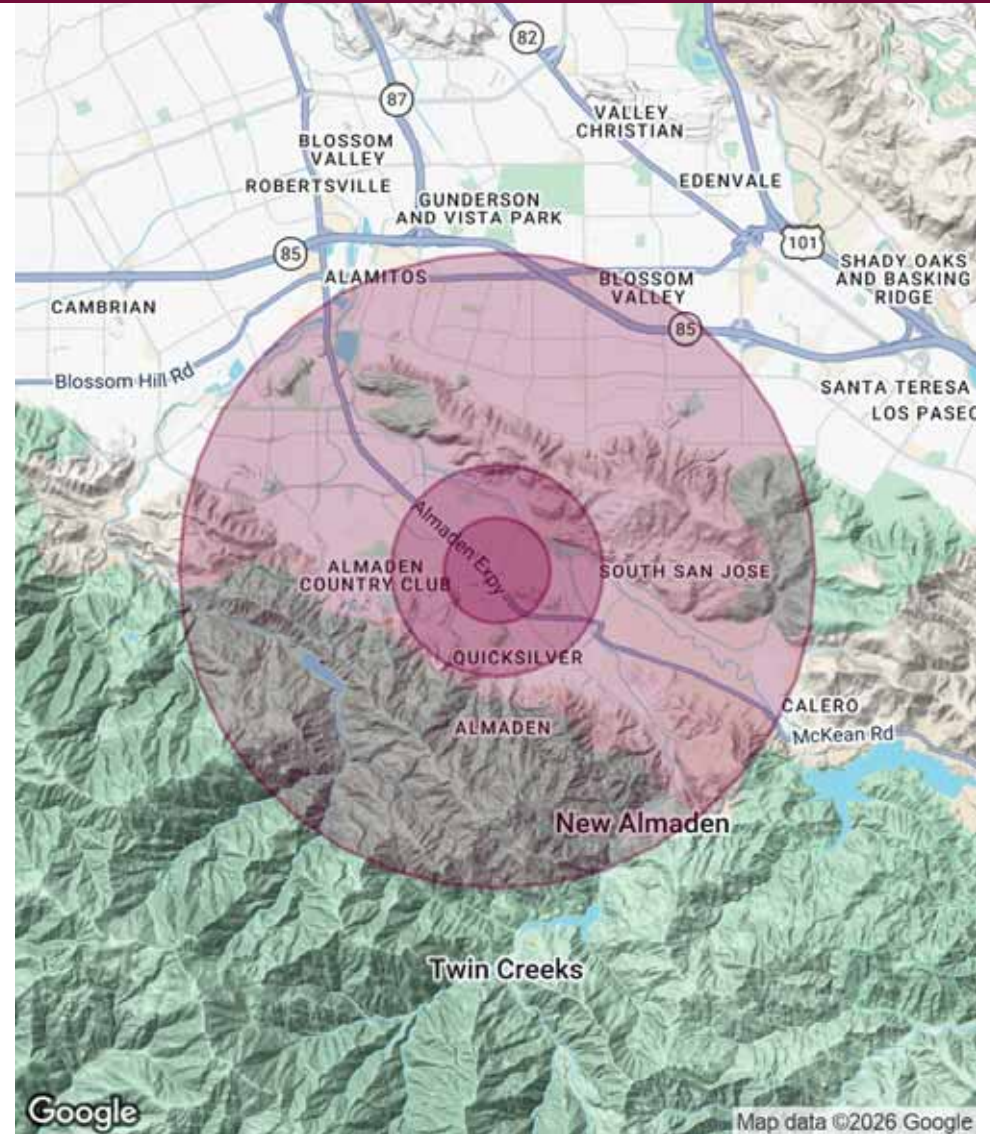 82
87
VALLEY
CHRISTIAN
BLOSSOM
VALLEY
ROBERTSVILLE
EDENVALE
GUNDERSON
AND VISTA PARK
101
85
SHADY OAKS
AND BASKING
RIDGE
ALAMITOS
BLOSSOM
VALLEY
CAMBRIAN
85
Blossom Hill Rd
SANTA TERESA
LOS PASEO
Almaden Expy
ALMADEN
COUNTRY CLUB
SOUTH SAN JOSE
QUICKSILVER
CALERO
ALMADEN
McKean Rd
New Almaden
Twin Creeks
Google
Map data ©2026 Google